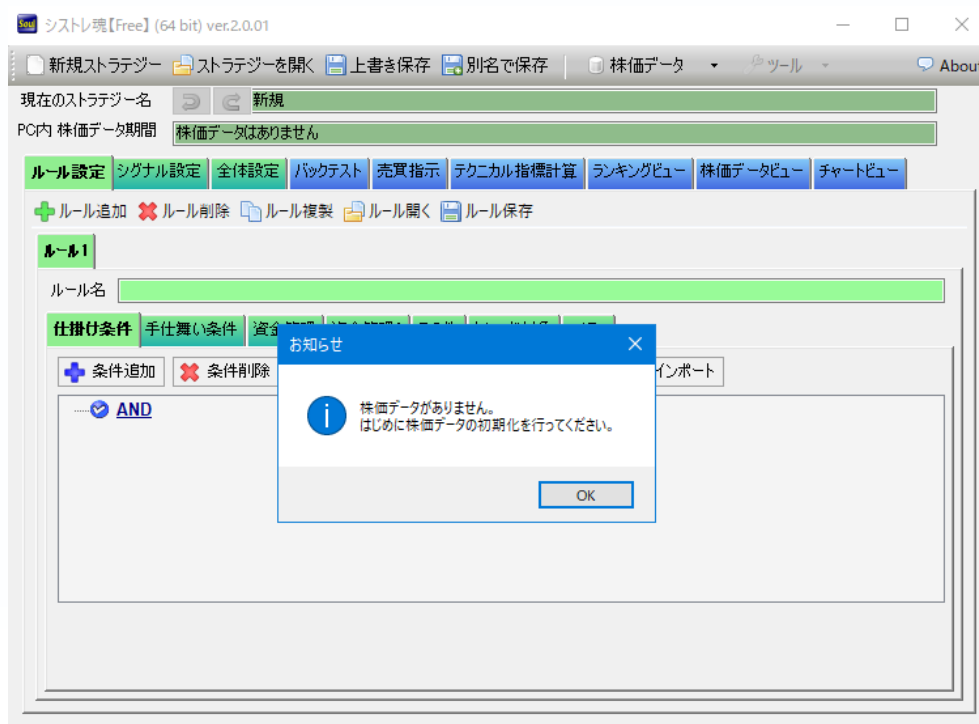 Soul シストレ魂【Free】 (64 bit) ver.2.0.01
新規ストラテジー ストラテジーを開く 上書き保存 別名で保存 株価データ ツール Abou
現在のストラテジー名 新規
PC内 株価データ期間 株価データはありません
ルール設定 シグナル設定 全体設定 バックテスト 売買指示 テクニカル指標計算 ランキングビュー 株価データビュー チャートビュー
ルール追加 ルール削除 ルール複製 ルール開く ルール保存
ルール1
ルール名
仕掛け条件 手仕舞い条件
お知らせ
条件追加 条件削除 インポート
AND
株価データがありません。
はじめに株価データの初期化を行ってください。
OK